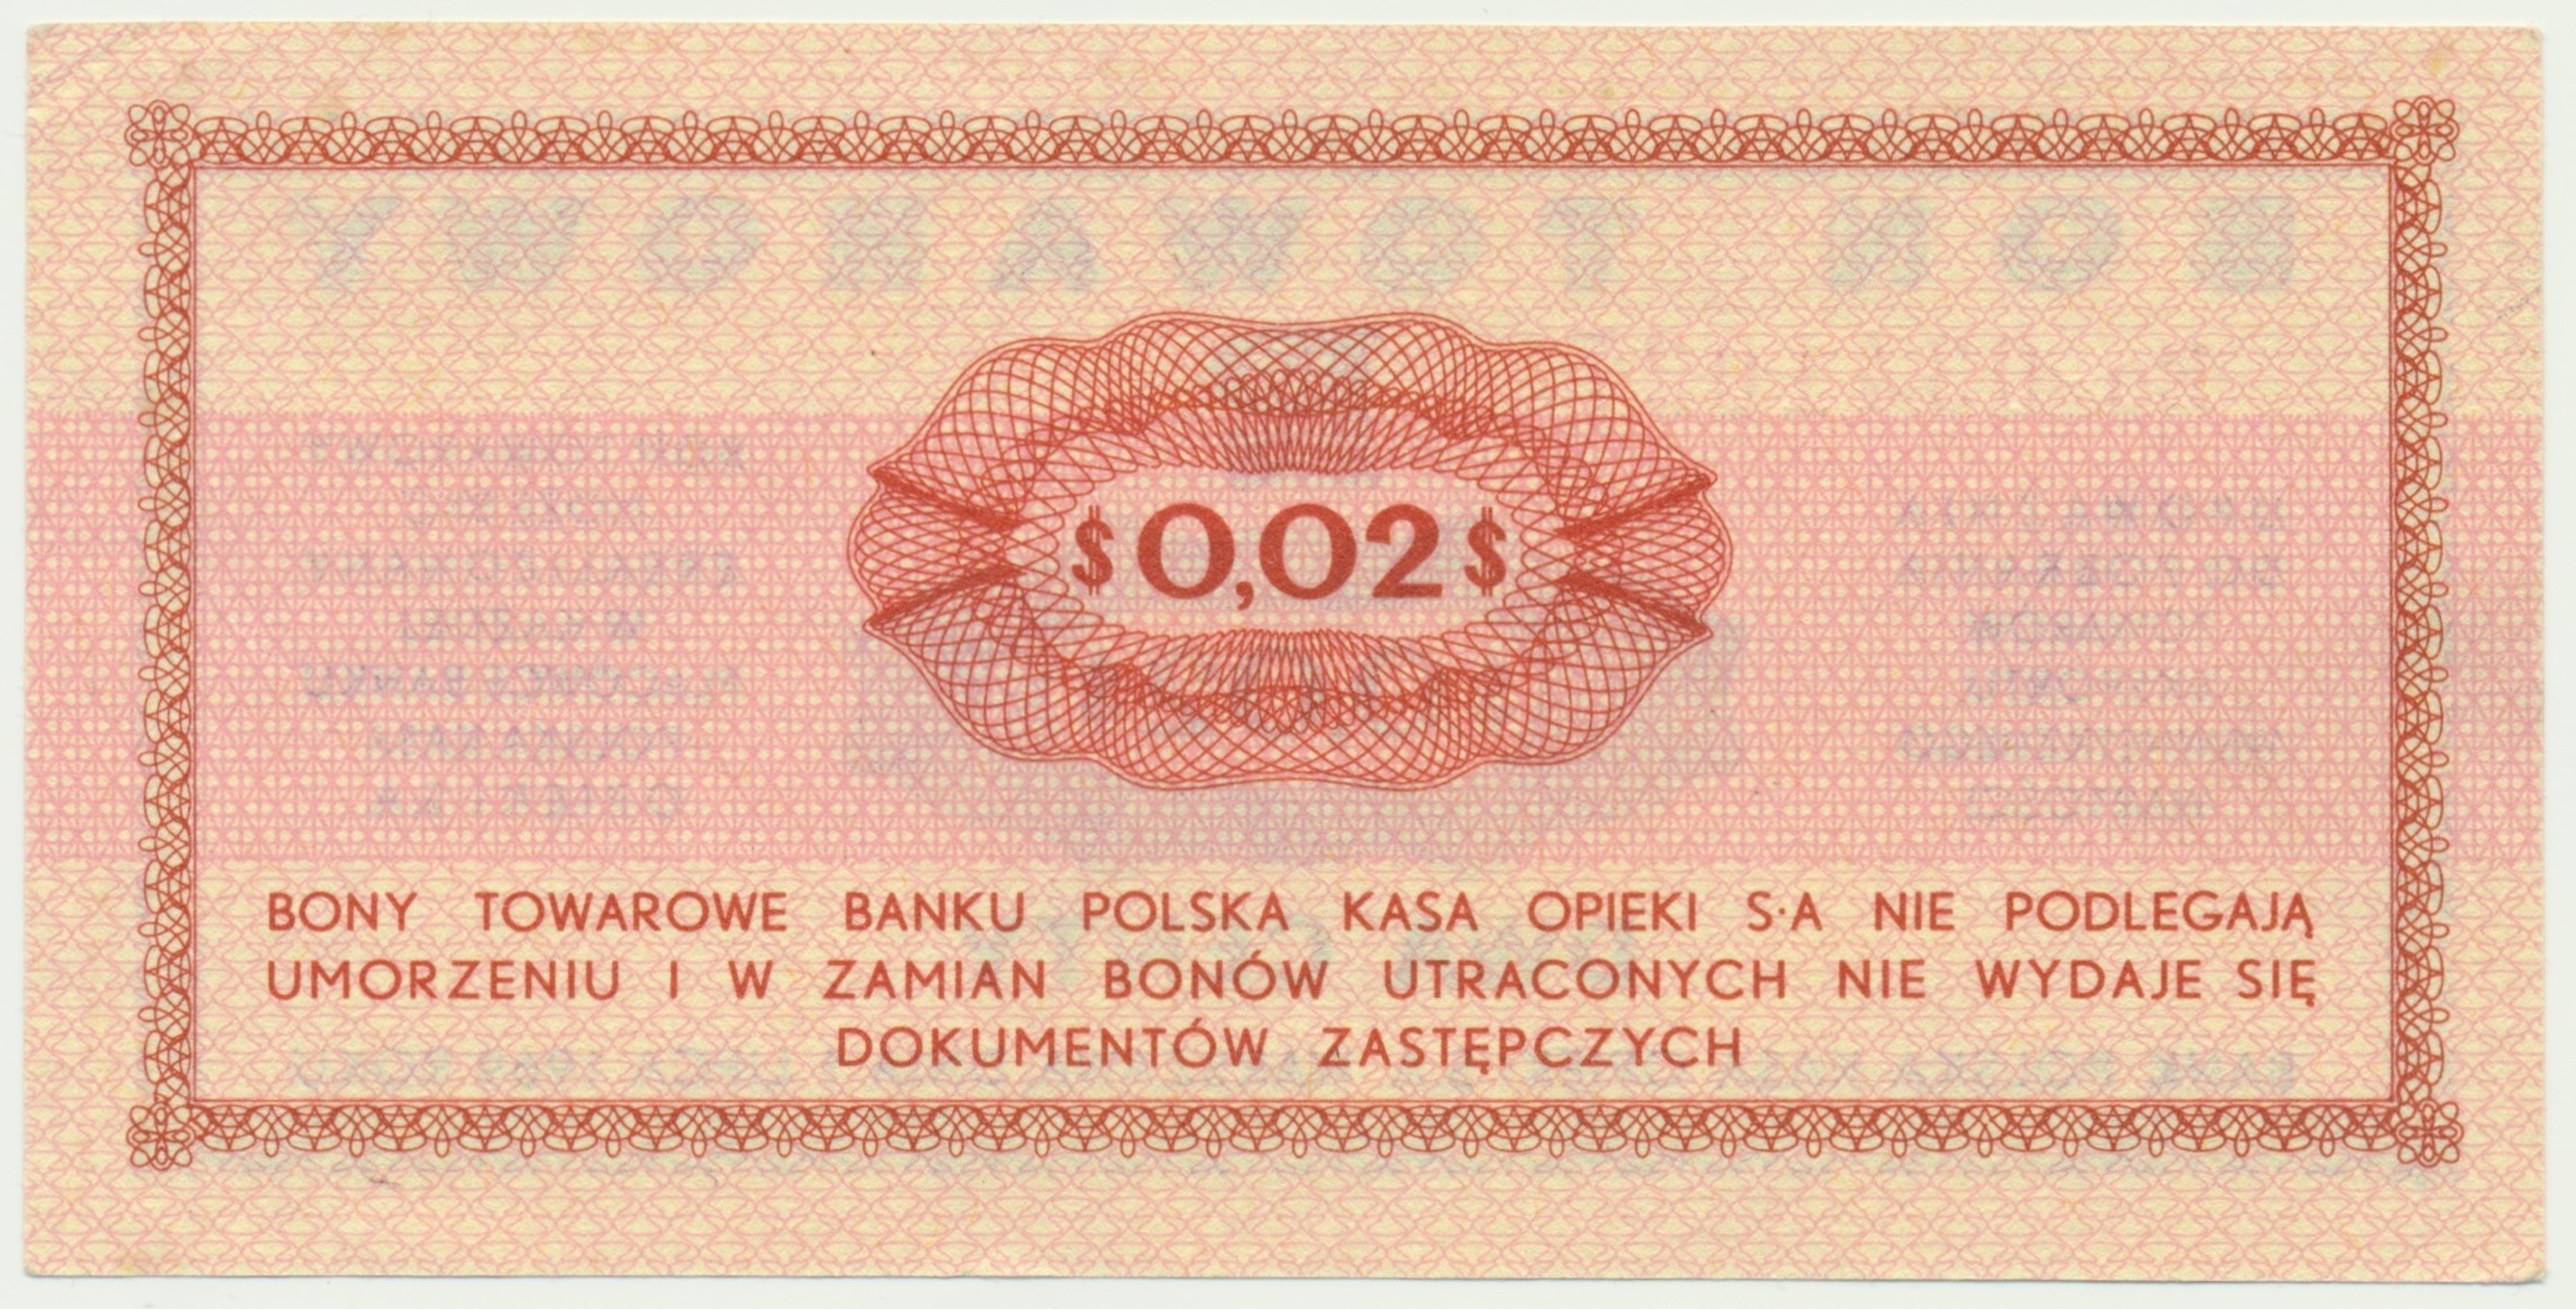 $ 0,02 $
BONY TOWAROWE BANKU POLSKA KASA OPIEKI S·A NIE PODLEGAJĄ
UMORZENIU I W ZAMIAN BONÓW UTRACONYCH NIE WYDAJE SIĘ
DOKUMENTÓW ZASTĘPCZYCH